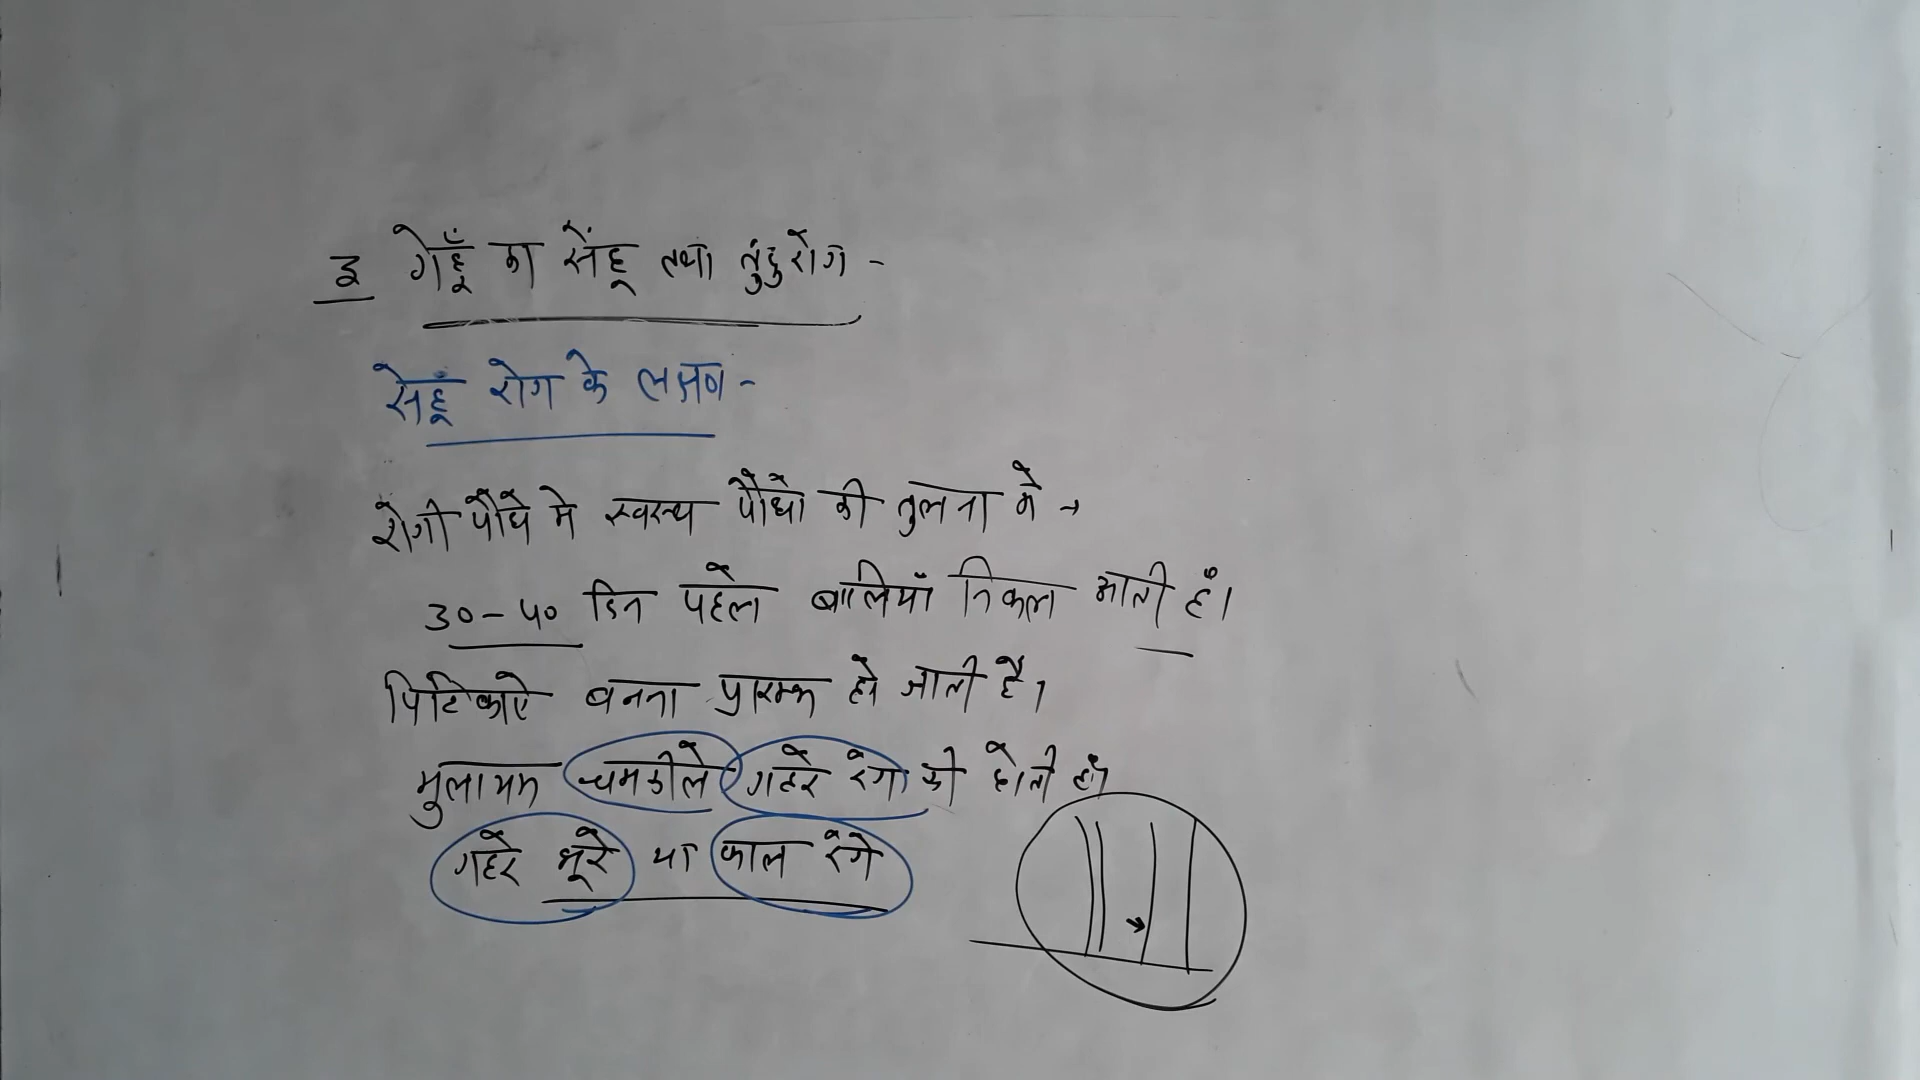 3 गेहूँ का सेंहू तथा तुंदुरोग -
सेहूँ रोग के लक्षण -
रोगी पौधे मे स्वस्थ पौधो की तुलना मे →
30-40 दिन पहले बालियाँ निकल आती हैं।
पिटिकाऐ बनना प्रारम्भ हो जाती है।
मुलायम चमकीले गहरे रंग की होती हैं।
गहरे भूरे या काल रंगे